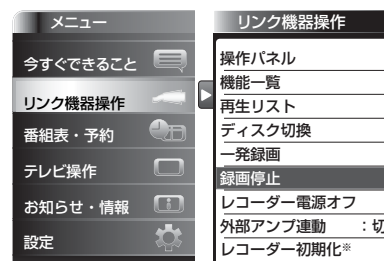 メニュー
今すぐできること
リンク機器操作
番組表・予約
テレビ操作
お知らせ・情報
設定
リンク機器操作
操作パネル
機能一覧
再生リスト
ディスク切換
一発録画
録画停止
レコーダー電源オフ
外部アンプ連動 ：切
レコーダー初期化※